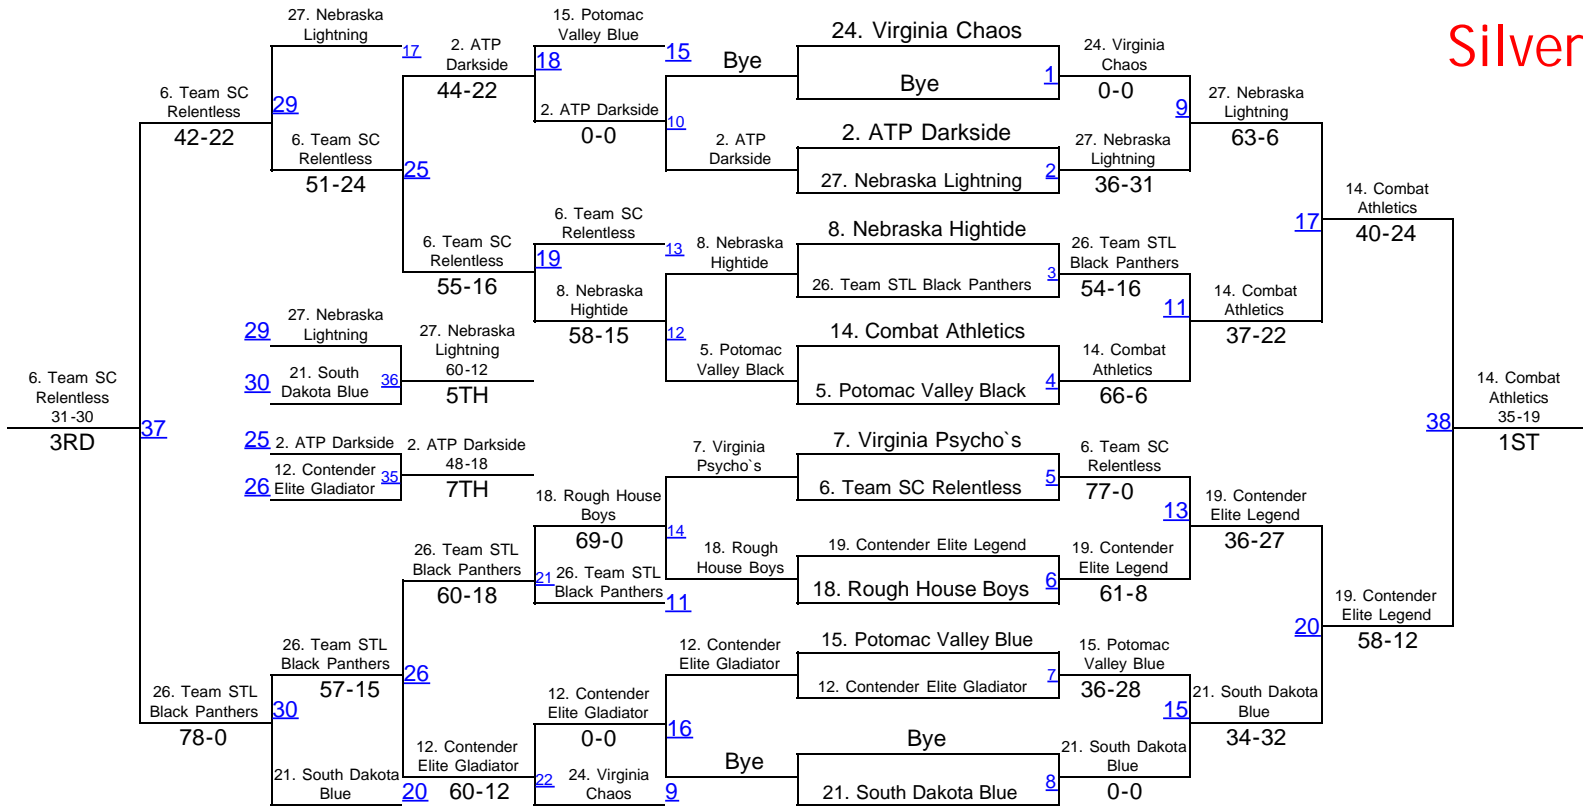 Silver
27. Nebraska
Lightning
17
2. ATP
Darkside
44-22
15. Potomac
Valley Blue
18
15
Bye
24. Virginia Chaos
Bye
1
24. Virginia
Chaos
0-0
6. Team SC
Relentless
42-22
29
6. Team SC
Relentless
51-24
25
2. ATP Darkside
0-0
10
2. ATP
Darkside
2. ATP Darkside
27. Nebraska Lightning
2
27. Nebraska
Lightning
36-31
9
27. Nebraska
Lightning
63-6
17
14. Combat
Athletics
40-24
6. Team SC
Relentless
55-16
6. Team SC
Relentless
19
13
8. Nebraska
Hightide
58-15
8. Nebraska
Hightide
12
8. Nebraska Hightide
26. Team STL Black Panthers
3
26. Team STL
Black Panthers
54-16
11
14. Combat
Athletics
37-22
5. Potomac
Valley Black
14. Combat Athletics
5. Potomac Valley Black
4
14. Combat
Athletics
66-6
29
27. Nebraska
Lightning
30
21. South
Dakota Blue
36
27. Nebraska
Lightning
60-12
5TH
6. Team SC
Relentless
31-30
3RD
37
25
2. ATP Darkside
26
12. Contender
Elite Gladiator
35
2. ATP Darkside
48-18
7TH
38
14. Combat
Athletics
35-19
1ST
7. Virginia
Psycho`s
7. Virginia Psycho`s
6. Team SC Relentless
5
6. Team SC
Relentless
77-0
13
19. Contender
Elite Legend
36-27
18. Rough House
Boys
69-0
14
18. Rough
House Boys
19. Contender Elite Legend
18. Rough House Boys
6
19. Contender
Elite Legend
61-8
26. Team STL
Black Panthers
60-18
21
26. Team STL
Black Panthers
11
20
19. Contender
Elite Legend
58-12
26. Team STL
Black Panthers
57-15
26
12. Contender
Elite Gladiator
15. Potomac Valley Blue
12. Contender Elite Gladiator
7
15. Potomac
Valley Blue
36-28
15
21. South Dakota
Blue
34-32
26. Team STL
Black Panthers
78-0
30
12. Contender
Elite Gladiator
0-0
16
Bye
Bye
21. South Dakota Blue
8
21. South Dakota
Blue
0-0
21. South Dakota
Blue
20
12. Contender
Elite Gladiator
60-12
22
24. Virginia
Chaos
9